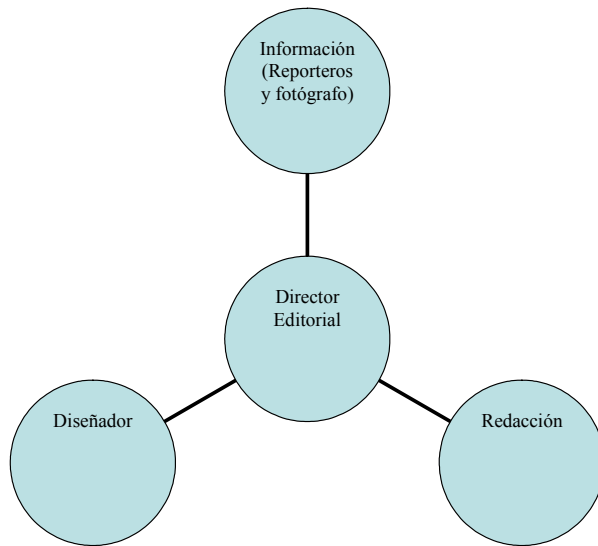 Información
(Reporteros
y fotógrafo)
Director
Editorial
Diseñador
Redacción